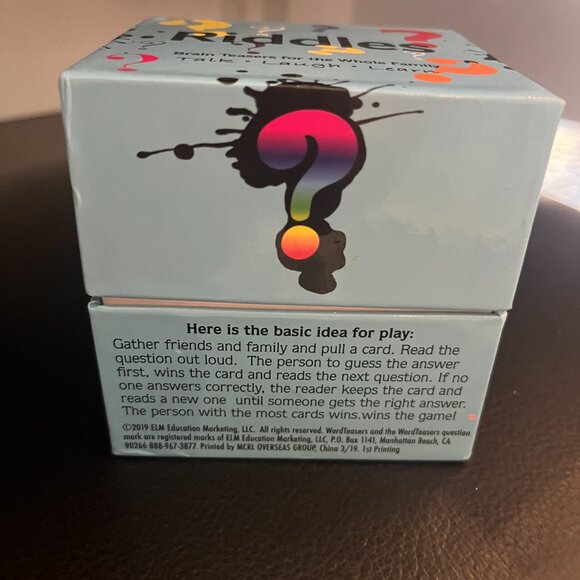 Riddles
Brain Teasers for the Whole Family
Talk • Laugh • Learn
Here is the basic idea for play:
Gather friends and family and pull a card. Read the
question out loud. The person to guess the answer
first, wins the card and reads the next question. If no
one answers correctly, the reader keeps the card and
reads a new one until someone gets the right answer.
The person with the most cards wins.wins the game!
©2019 ELM Education Marketing, LLC. All rights reserved. WordTeasers and the WordTeasers question
mark are registered marks of ELM Education Marketing, LLC, P.O. Box 1141, Manhattan Beach, CA
90266 888-967-3877. Printed by MCRL OVERSEAS GROUP, China 3/19. 1st Printing